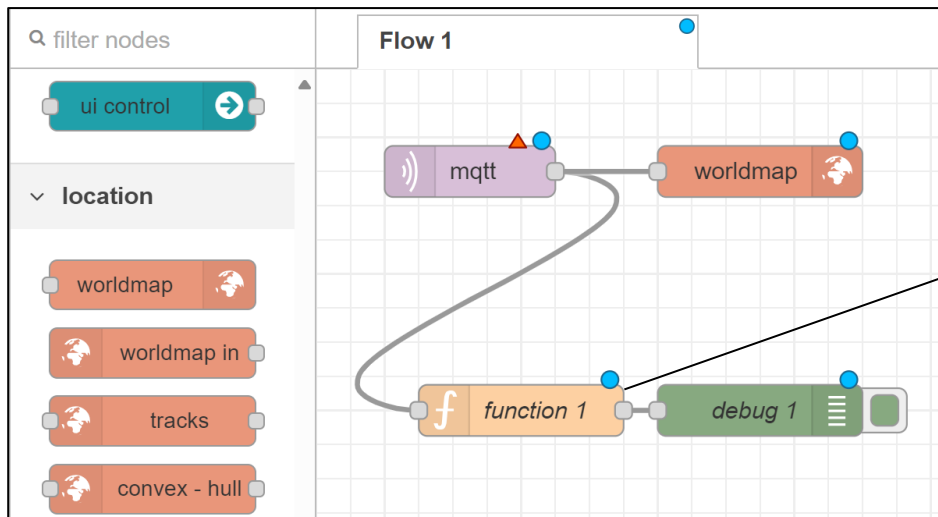 filter nodes
Flow 1
ui control
mqtt
worldmap
location
worldmap
worldmap in
function 1
debug 1
tracks
convex - hull